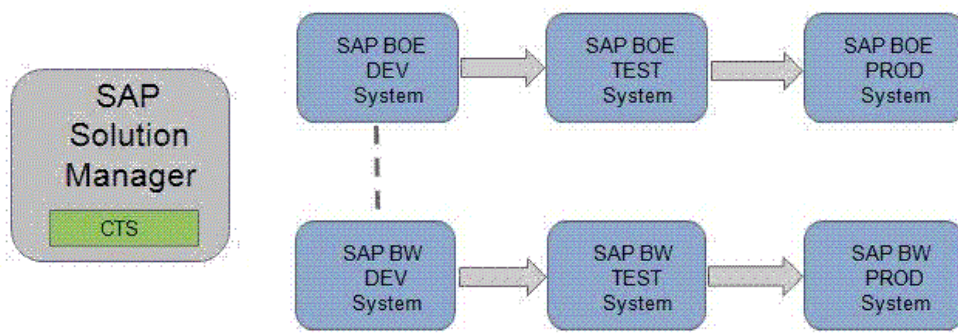 SAP
Solution
Manager
CTS
SAP BOE
DEV
System
SAP BOE
TEST
System
SAP BOE
PROD
System
SAP BW
DEV
System
SAP BW
TEST
System
SAP BW
PROD
System